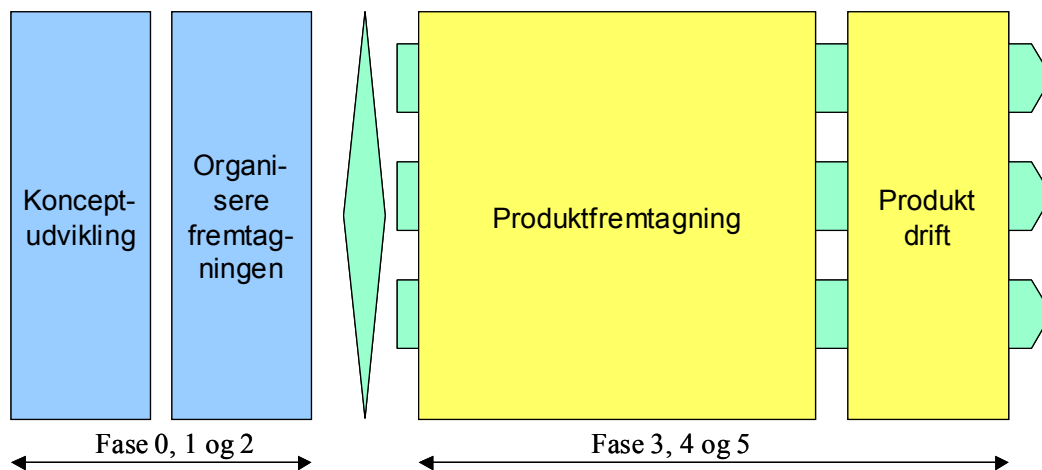 Koncept-
udvikling
Organi-
sere
fremtag-
ningen
Produktfremtagning
Produkt
drift
Fase 0, 1 og 2
Fase 3, 4 og 5